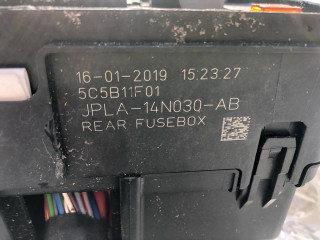 16-01-2019 15:23:27
5C5B11F01
JPLA-14N030-AB
REAR FUSEBOX